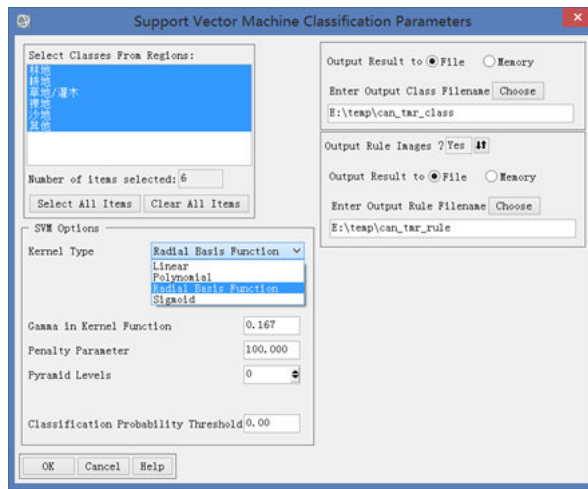 Support Vector Machine Classification Parameters
Select Classes From Regions:
林地
耕地
草地/灌木
裸地
沙地
其他
Number of items selected: 6
Select All Items Clear All Items
SVM Options
Kernel Type Radial Basis Function
Linear
Polynomial
Radial Basis Function
Sigmoid
Gamma in Kernel Function 0.167
Penalty Parameter 100.000
Pyramid Levels 0
Classification Probability Threshold 0.00
OK Cancel Help
Output Result to File Memory
Enter Output Class Filename Choose
E:\temp\can_tmr_class
Output Rule Images ? Yes
Output Result to File Memory
Enter Output Rule Filename Choose
E:\temp\can_tmr_rule